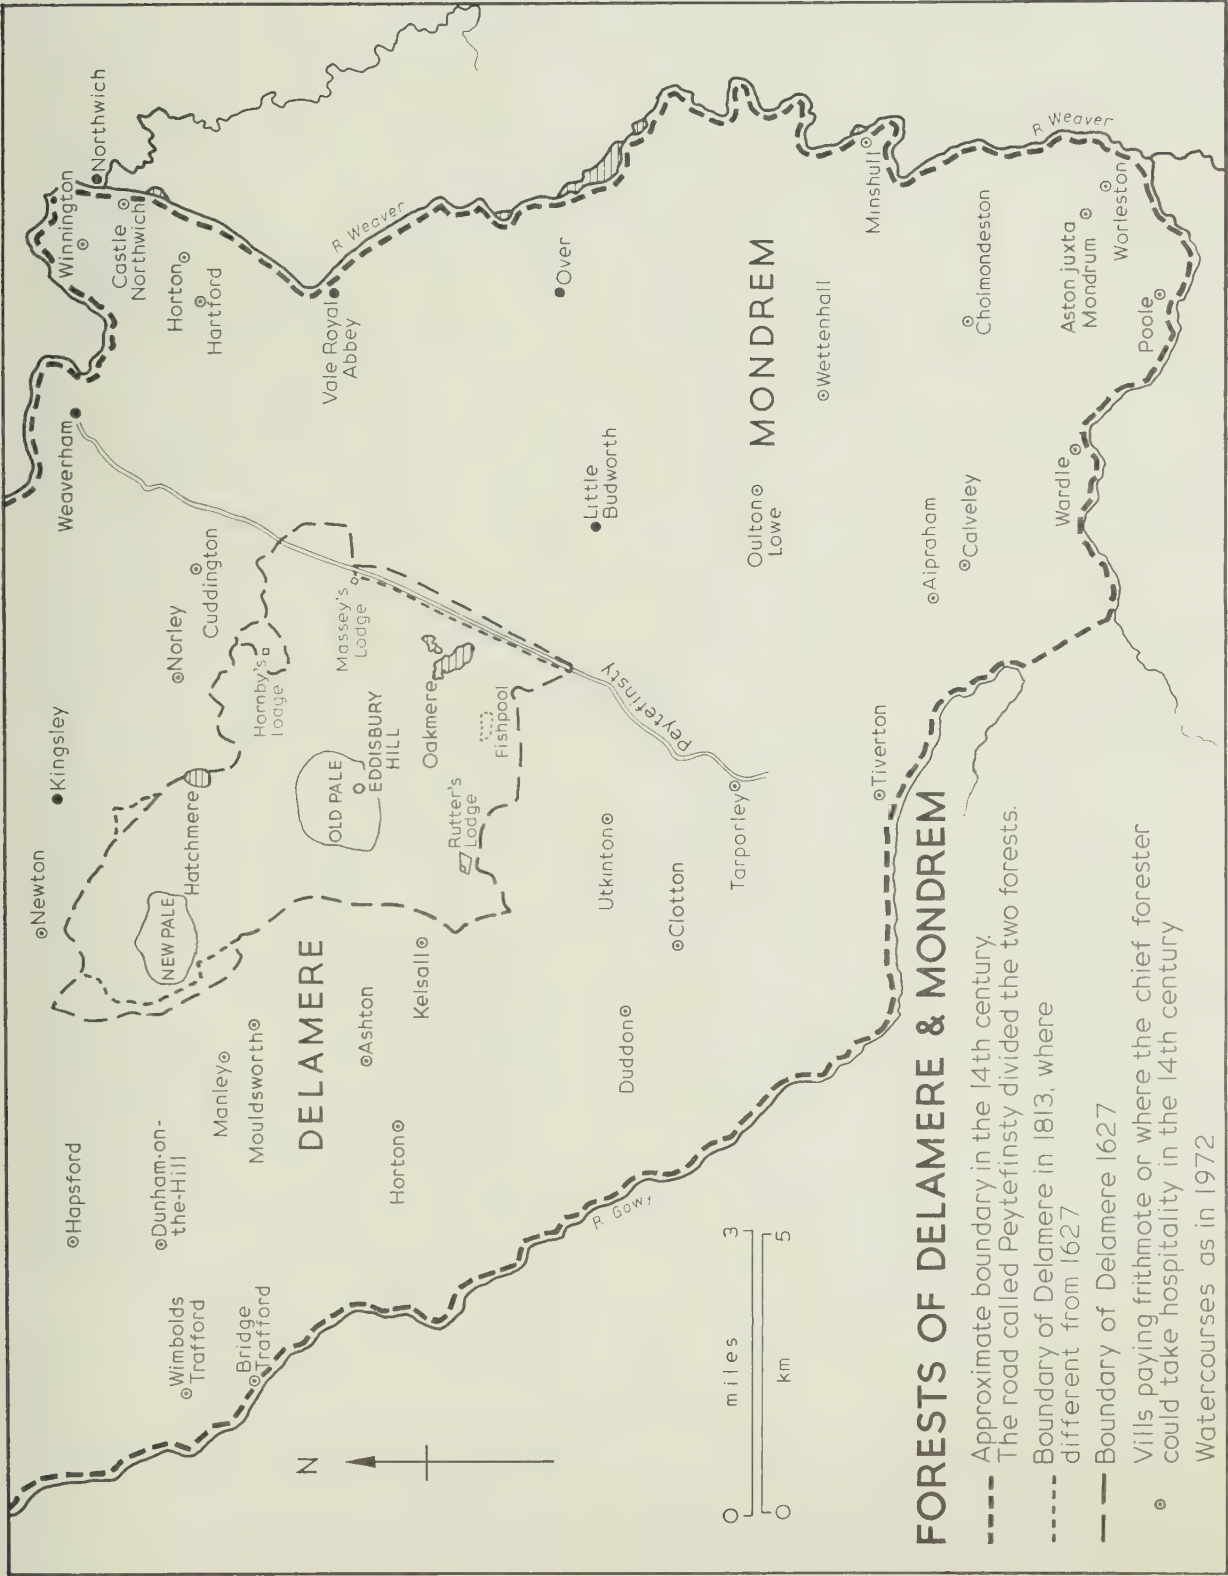 Northwich
Winnington
Castle
Northwich
Horton
Hartford
Weaverham
R Weaver
Vale Royal
Abbey
Over
Minshull
R Weaver
Cholmondeston
Worleston
Aston juxta
Mondrum
Poole
MONDREM
Wettenhall
Wardle
Little
Budworth
Oulton
Lowe
Alpraham
Calveley
Cuddington
Norley
Massey's
Lodge
Hornby's
Lodge
Kingsley
Oakmere
Fishpool
Peytefinsty
OLD PALE
EDDISBURY
HILL
Hatchmere
Rutter's
Lodge
Tarporley
Tiverton
Newton
NEW PALE
Utkinton
Clotton
DELAMERE
Kelsall
Ashton
Manley
Mouldsworth
Duddon
Hapsford
Dunham-on-
the-Hill
Horton
R Gowy
Wimbolds
Trafford
Bridge
Trafford
N
miles
0 3
0 5
km
FORESTS OF DELAMERE & MONDREM
Approximate boundary in the 14th century.
The road called Peytefinsty divided the two forests.
Boundary of Delamere in 1813, where
different from 1627
Boundary of Delamere 1627
Vills paying frithmote or where the chief forester
could take hospitality in the 14th century
Watercourses as in 1972